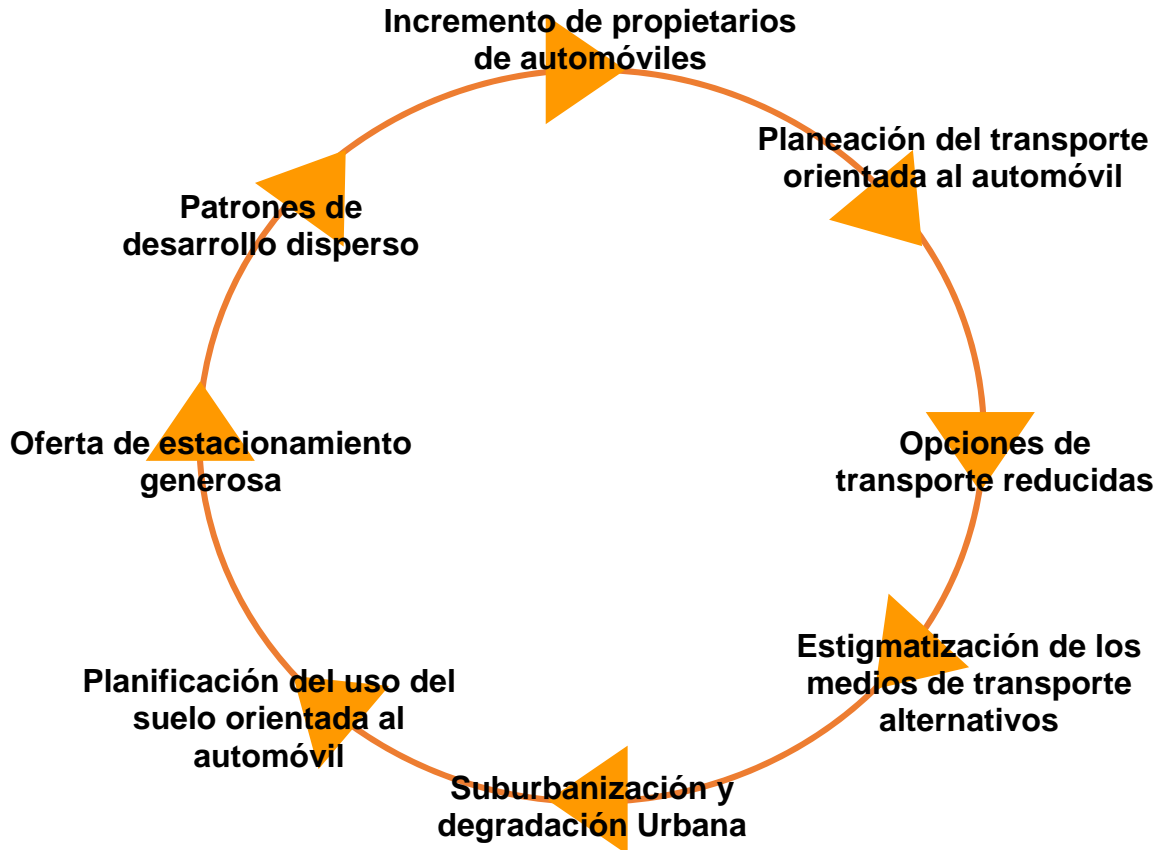 Incremento de propietarios
de automóviles
Planeación del transporte
orientada al automóvil
Opciones de
transporte reducidas
Estigmatización de los
medios de transporte
alternativos
Suburbanización y
degradación Urbana
Planificación del uso del
suelo orientada al
automóvil
Oferta de estacionamiento
generosa
Patrones de
desarrollo disperso